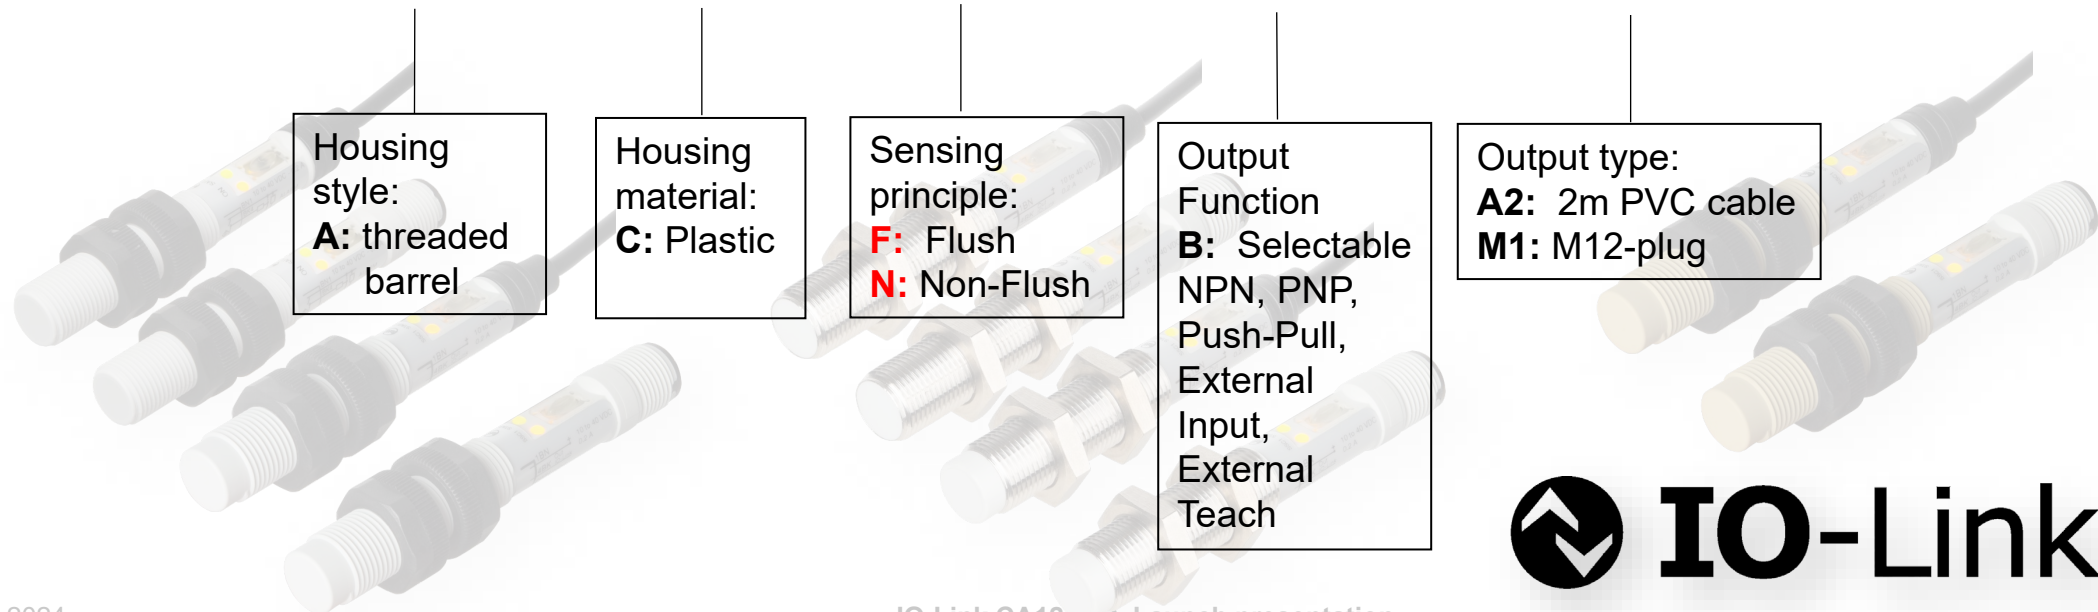 Housing
style:
A: threaded
barrel
Housing
material:
C: Plastic
Sensing
principle:
F: Flush
N: Non-Flush
Output
Function
B: Selectable
NPN, PNP,
Push-Pull,
External
Input,
External
Teach
Output type:
A2: 2m PVC cable
M1: M12-plug
IO-Link